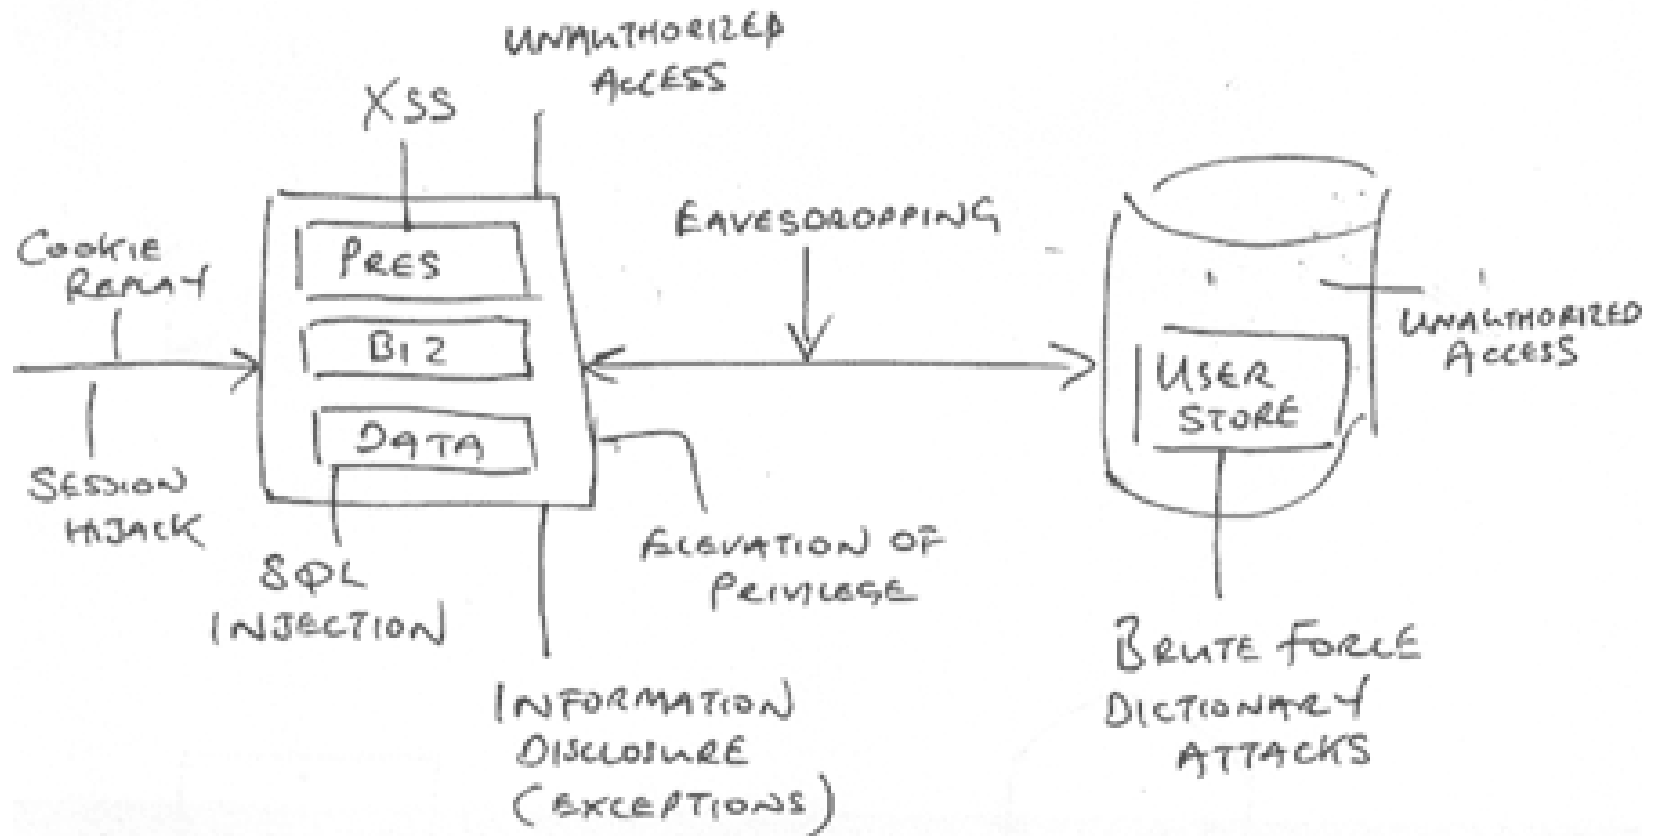 UNAUTHORIZED
ACCESS
XSS
COOKIE
REPLAY
PRES
BIZ
DATA
EAVESDROPPING
UNAUTHORIZED
ACCESS
USER
STORE
SESSION
HIJACK
SQL
INJECTION
ELEVATION OF
PRIVILEGE
INFORMATION
DISCLOSURE
(EXCEPTIONS)
BRUTE FORCE
DICTIONARY
ATTACKS